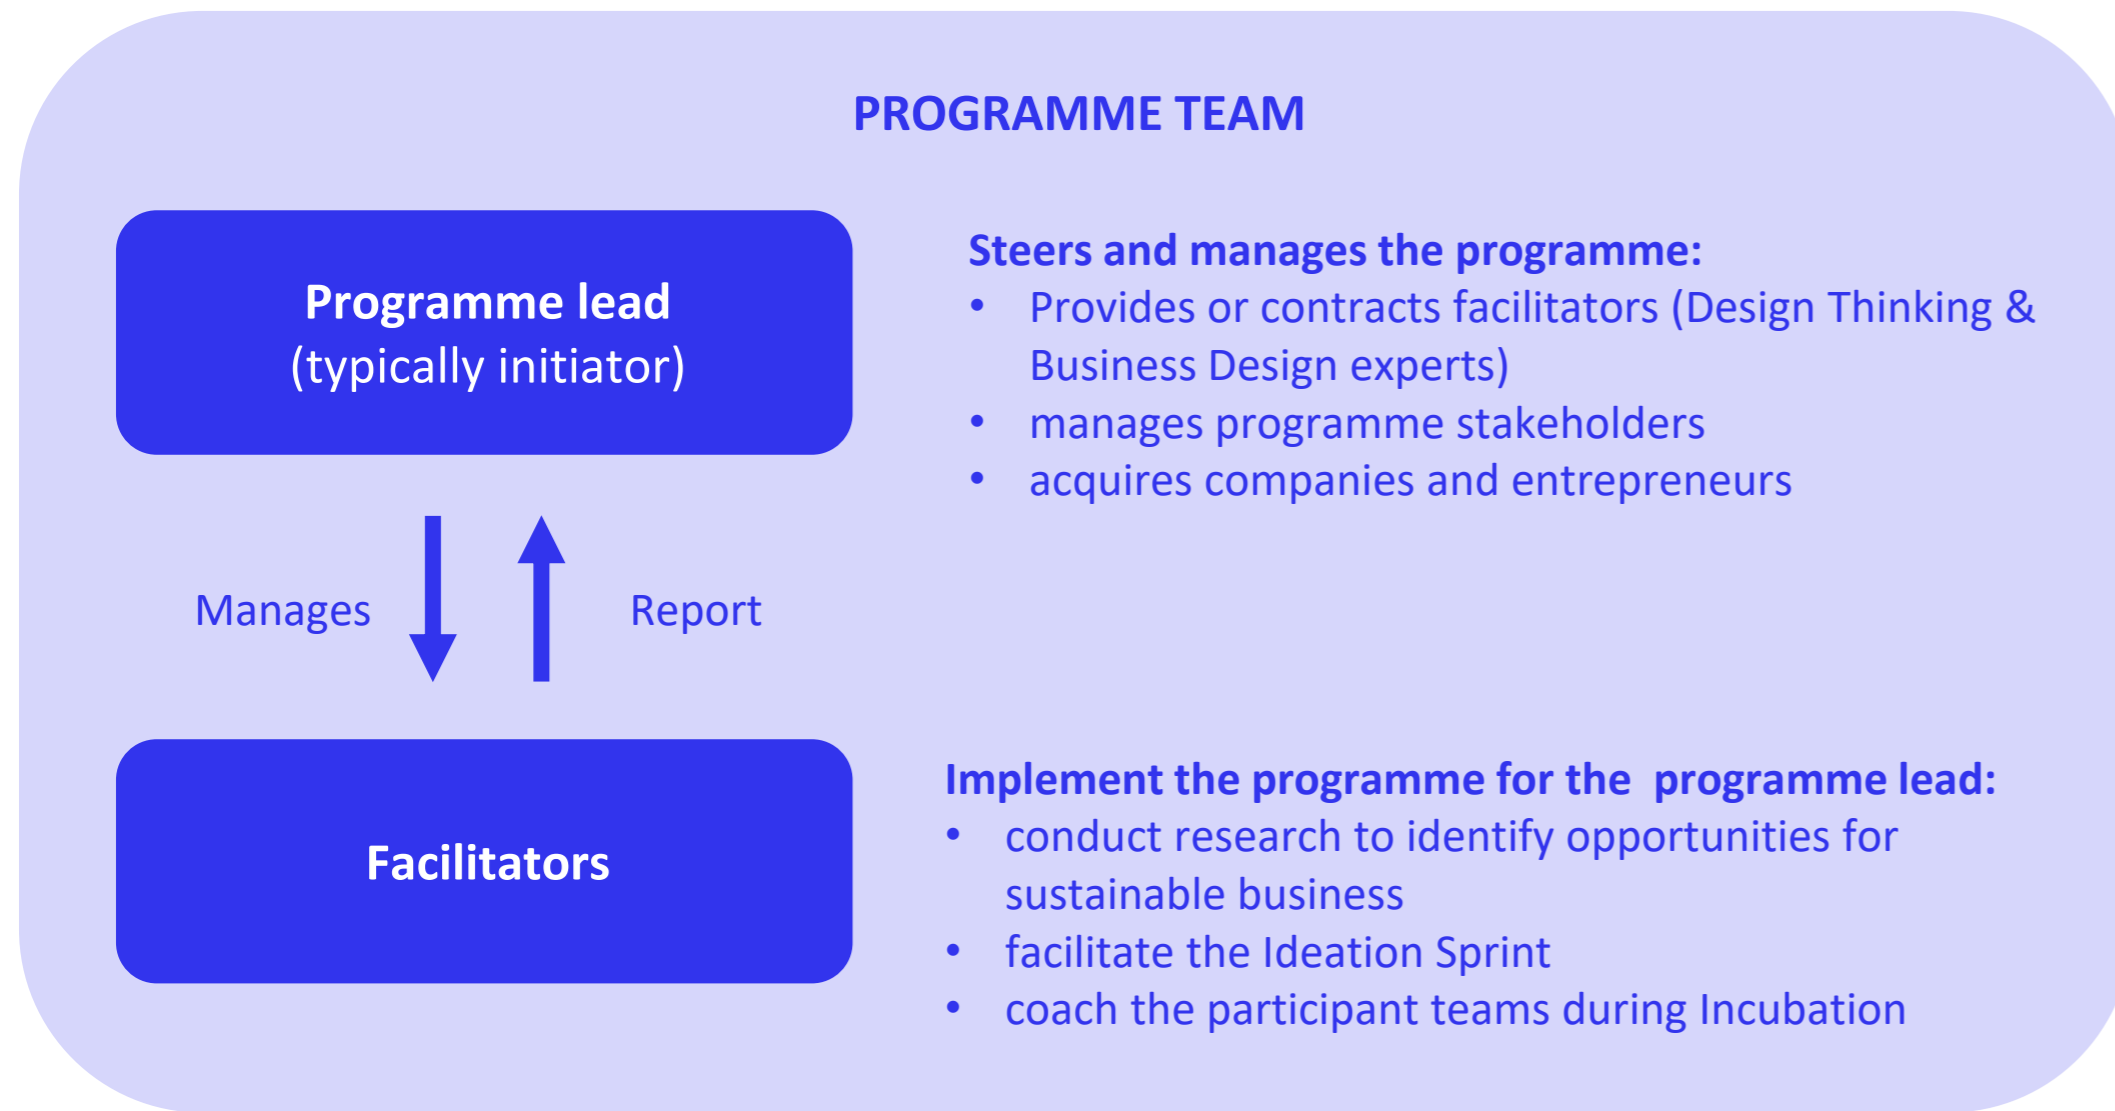 PROGRAMME TEAM
Programme lead
(typically initiator)
Steers and manages the programme:
• Provides or contracts facilitators (Design Thinking &
Business Design experts)
• manages programme stakeholders
• acquires companies and entrepreneurs
Manages
Report
Facilitators
Implement the programme for the  programme lead:
• conduct research to identify opportunities for
sustainable business
• facilitate the Ideation Sprint
• coach the participant teams during Incubation